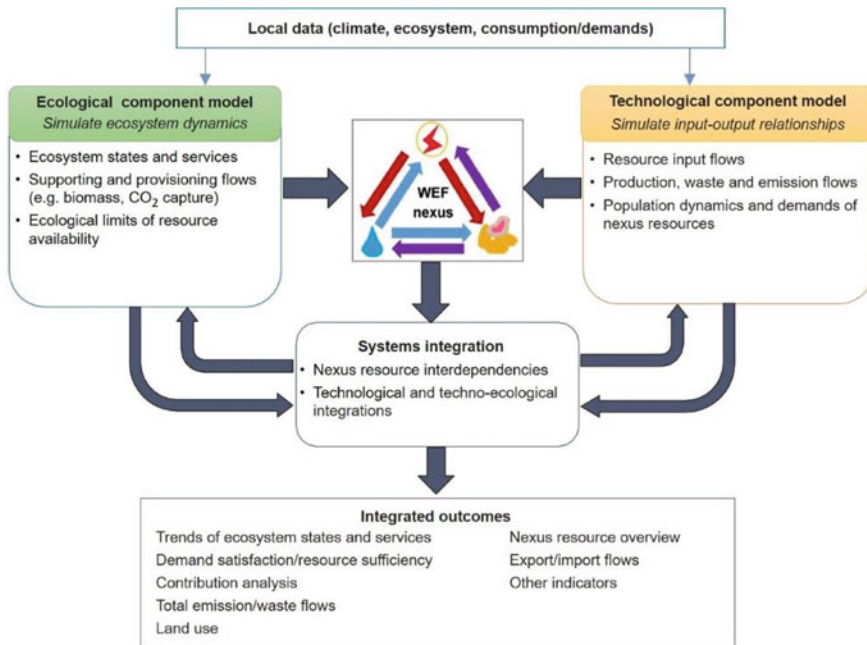 Local data (climate, ecosystem, consumption/demands)
Ecological component model
Simulate ecosystem dynamics
• Ecosystem states and services
• Supporting and provisioning flows
(e.g. biomass, CO₂ capture)
• Ecological limits of resource
availability
WEF
nexus
Technological component model
Simulate input-output relationships
• Resource input flows
• Production, waste and emission flows
• Population dynamics and demands of
nexus resources
Systems integration
• Nexus resource interdependencies
• Technological and techno-ecological
integrations
Integrated outcomes
Trends of ecosystem states and services
Demand satisfaction/resource sufficiency
Contribution analysis
Total emission/waste flows
Land use
Nexus resource overview
Export/import flows
Other indicators